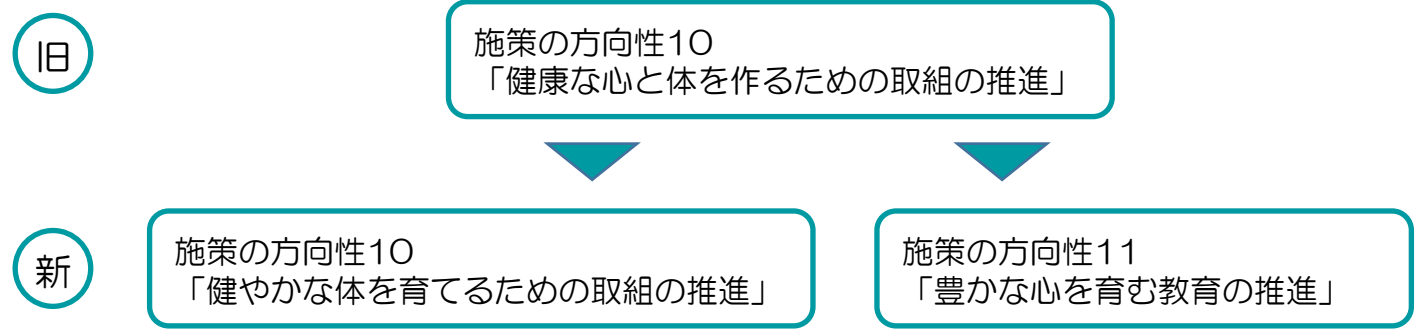 旧
施策の方向性10
「健康な心と体を作るための取組の推進」
新
施策の方向性10
「健やかな体を育てるための取組の推進」
施策の方向性11
「豊かな心を育む教育の推進」